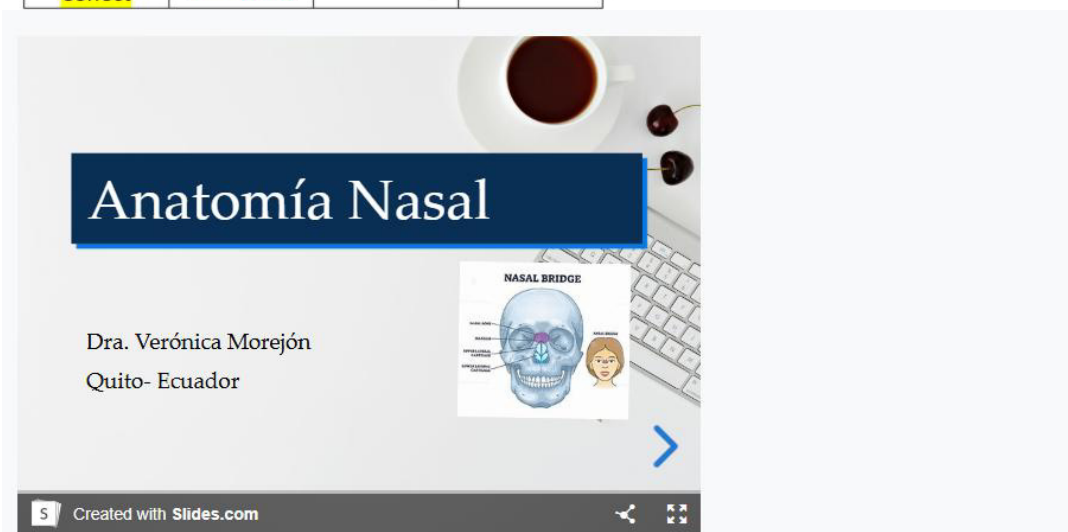 Anatomía Nasal
NASAL BRIDGE
Dra. Verónica Morejón
Quito- Ecuador
S
Created with Slides.com